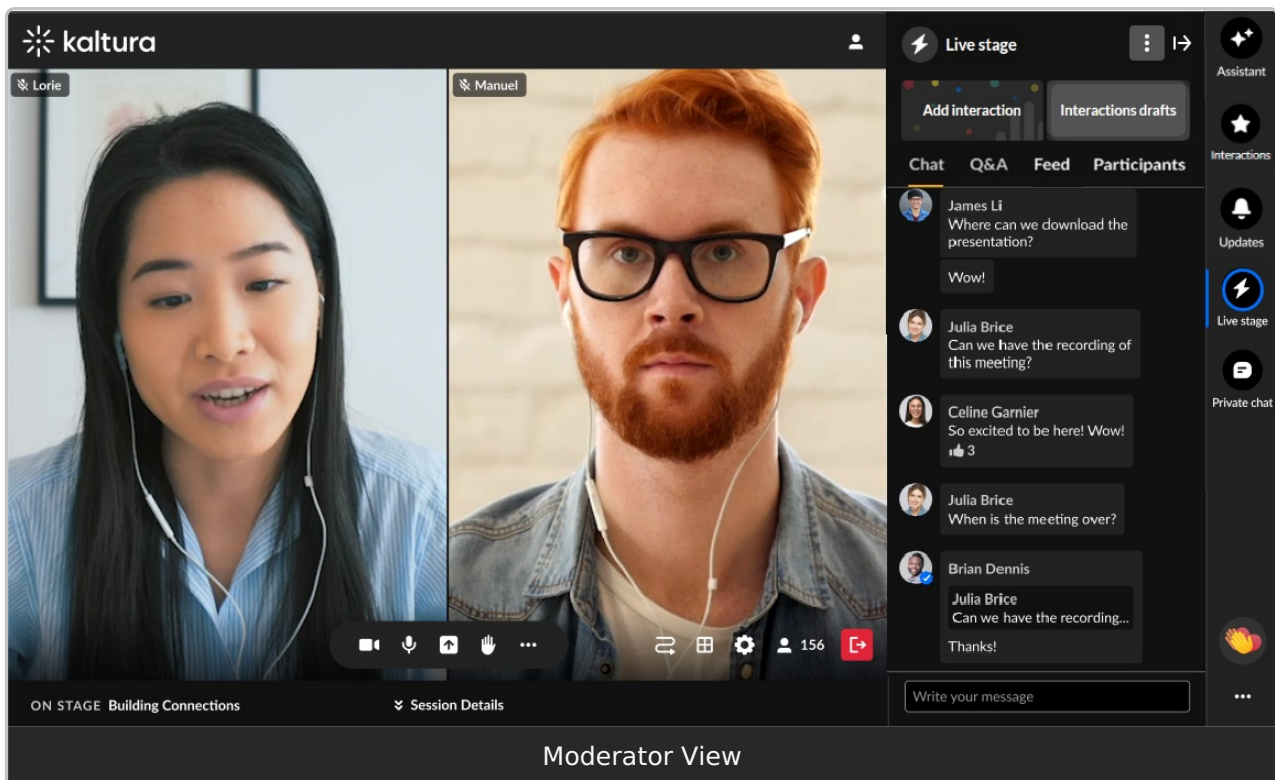 kaltura
Lorie
Manuel
ON STAGE Building Connections
Session Details
156
Live stage
Add interaction
Interactions drafts
Chat Q&A Feed Participants
James Li
Where can we download the
presentation?
Wow!
Julia Brice
Can we have the recording of
this meeting?
Celine Garnier
So excited to be here! Wow!
3
Julia Brice
When is the meeting over?
Brian Dennis
Julia Brice
Can we have the recording...
Thanks!
Write your message
Assistant
Interactions
Updates
Live stage
Private chat
Moderator View